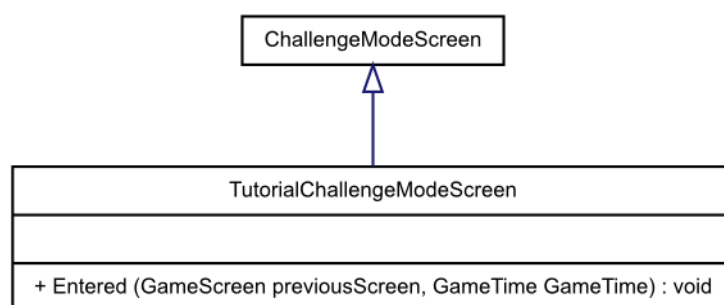 ChallengeModeScreen
TutorialChallengeModeScreen
+ Entered (GameScreen previousScreen, GameTime GameTime) : void